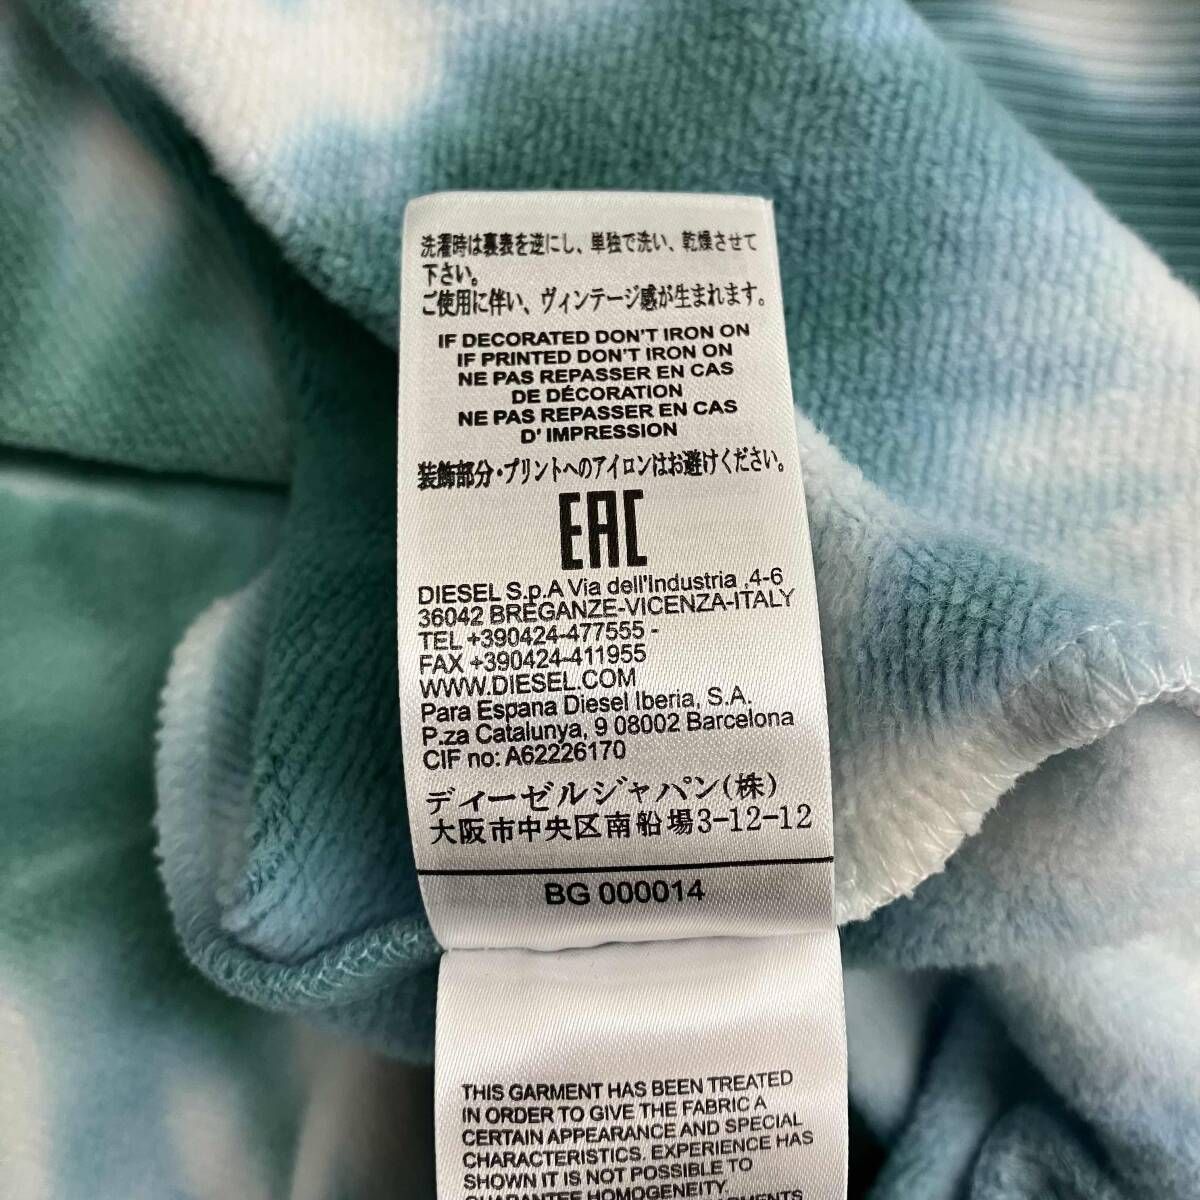 洗濯時は裏表を逆にし、単独で洗い、乾燥させて
下さい。
ご使用に伴い、ヴィンテージ感が生まれます。
IF DECORATED DON'T IRON ON
IF PRINTED DON'T IRON ON
NE PAS REPASSER EN CAS
DE DÉCORATION
NE PAS REPASSER EN CAS
D' IMPRESSION
装飾部分・プリントへのアイロンはお避けください。
EAC
DIESEL S.p.A Via dell'Industria ,4-6
36042 BREGANZE-VICENZA-ITALY
TEL +390424-477555 -
FAX +390424-411955
WWW.DIESEL.COM
Para Espana Diesel Iberia, S.A.
P.za Catalunya, 9 08002 Barcelona
CIF no: A62226170
ディーゼルジャパン(株)
大阪市中央区南船場3-12-12
BG 000014
THIS GARMENT HAS BEEN TREATED
IN ORDER TO GIVE THE FABRIC A
CERTAIN APPEARANCE AND SPECIAL
CHARACTERISTICS. EXPERIENCE HAS
SHOWN IT IS NOT POSSIBLE TO
GUARANTEE HOMOGENEITY